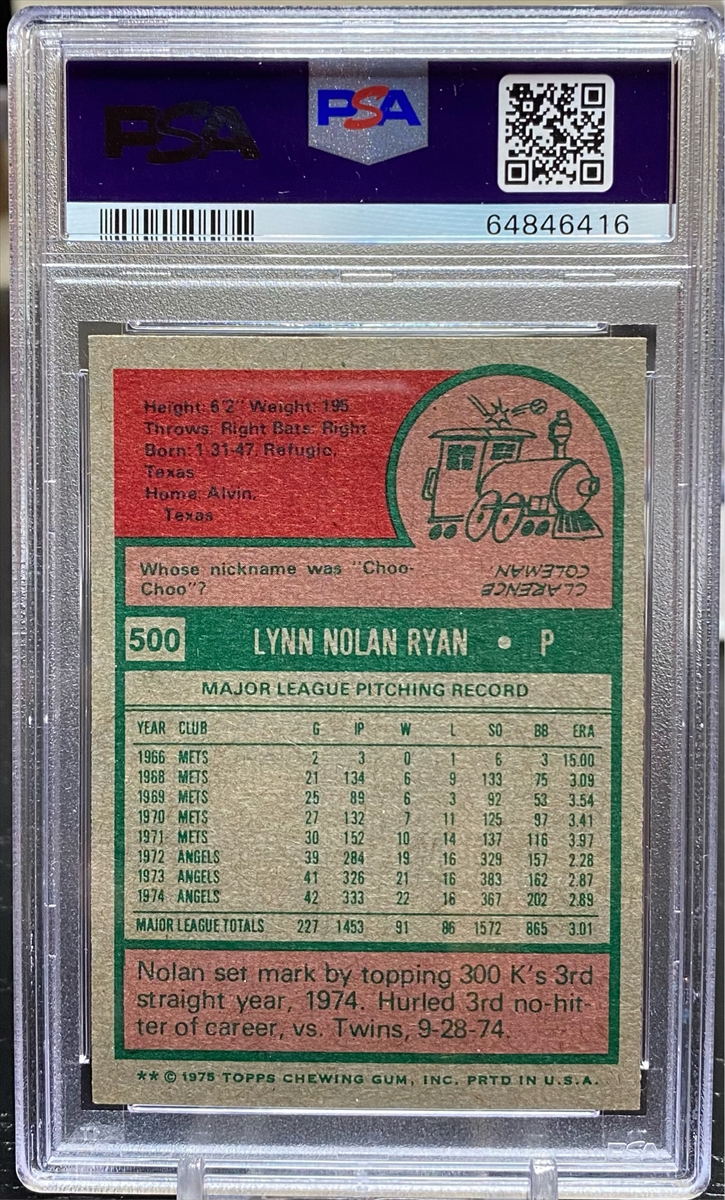 PSA PSA
64846416
Height: 6'2" Weight: 195
Throws: Right Bats: Right
Born: 1-31-47, Refugio,
Texas
Home: Alvin,
Texas
Whose nickname was "Choo-
Choo"?
CLARENCE
COLEMAN.
500 LYNN NOLAN RYAN • P
MAJOR LEAGUE PITCHING RECORD
YEAR CLUB G IP W L SO BB ERA
1966 METS 2 3 0 1 6 3 15.00
1968 METS 21 134 6 9 133 75 3.09
1969 METS 25 89 6 3 92 53 3.54
1970 METS 27 132 7 11 125 97 3.41
1971 METS 30 152 10 14 137 116 3.97
1972 ANGELS 39 284 19 16 329 157 2.28
1973 ANGELS 41 326 21 16 383 162 2.87
1974 ANGELS 42 333 22 16 367 202 2.89
MAJOR LEAGUE TOTALS 227 1453 91 86 1572 865 3.01
Nolan set mark by topping 300 K's 3rd
straight year, 1974. Hurled 3rd no-hit-
ter of career, vs. Twins, 9-28-74.
** © 1975 TOPPS CHEWING GUM, INC. PRTD IN U.S.A.
PSA